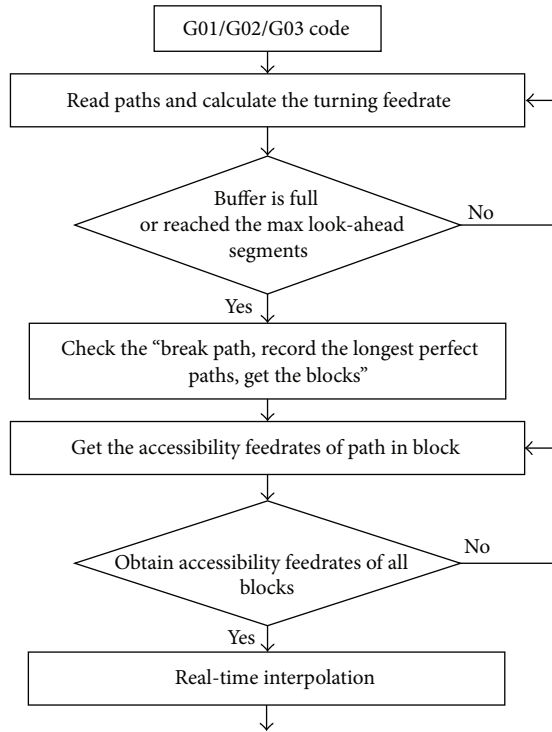 G01/G02/G03 code
Read paths and calculate the turning feedrate
Buffer is full
or reached the max look-ahead
segments
No
Yes
Check the “break path, record the longest perfect
paths, get the blocks”
Get the accessibility feedrates of path in block
Obtain accessibility feedrates of all
blocks
No
Yes
Real-time interpolation